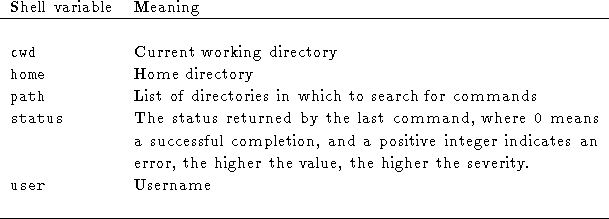 Shell variable Meaning
cwd Current working directory
home Home directory
path List of directories in which to search for commands
status The status returned by the last command, where 0 means
a successful completion, and a positive integer indicates an
error, the higher the value, the higher the severity.
user Username